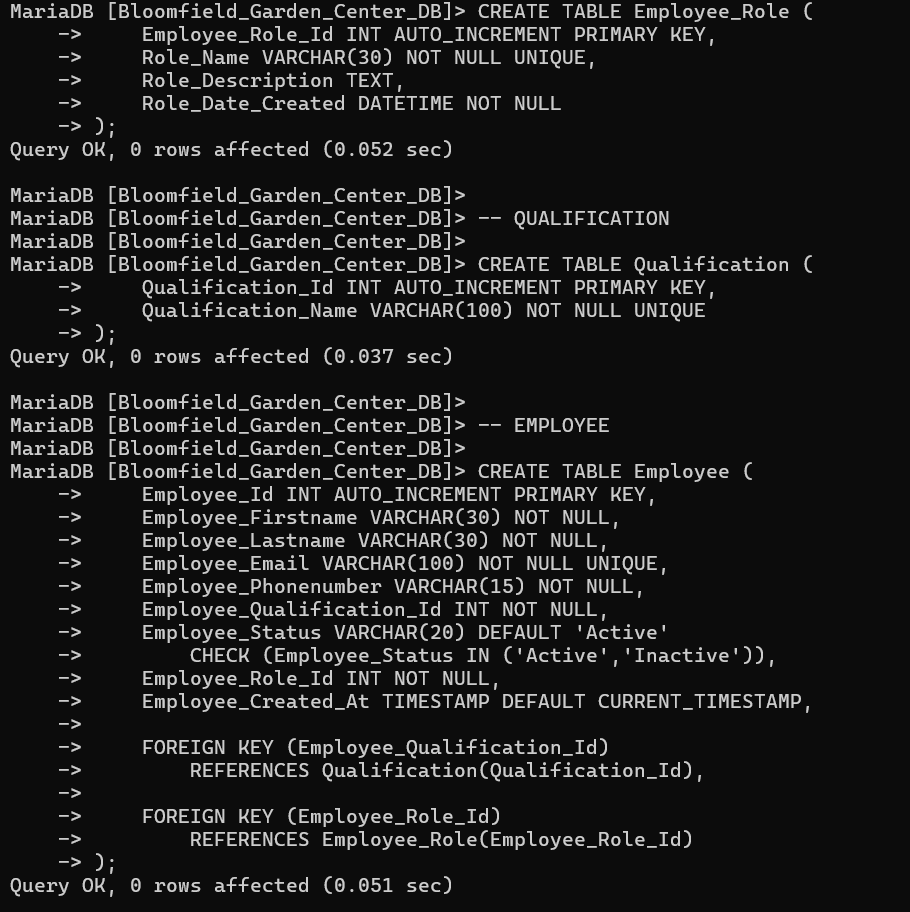 MariaDB [Bloomfield_Garden_Center_DB]> CREATE TABLE Employee_Role (
    ->     Employee_Role_Id INT AUTO_INCREMENT PRIMARY KEY,
    ->     Role_Name VARCHAR(30) NOT NULL UNIQUE,
    ->     Role_Description TEXT,
    ->     Role_Date_Created DATETIME NOT NULL
    -> );
Query OK, 0 rows affected (0.052 sec)

MariaDB [Bloomfield_Garden_Center_DB]>
MariaDB [Bloomfield_Garden_Center_DB]> -- QUALIFICATION
MariaDB [Bloomfield_Garden_Center_DB]>
MariaDB [Bloomfield_Garden_Center_DB]> CREATE TABLE Qualification (
    ->     Qualification_Id INT AUTO_INCREMENT PRIMARY KEY,
    ->     Qualification_Name VARCHAR(100) NOT NULL UNIQUE
    -> );
Query OK, 0 rows affected (0.037 sec)

MariaDB [Bloomfield_Garden_Center_DB]>
MariaDB [Bloomfield_Garden_Center_DB]> -- EMPLOYEE
MariaDB [Bloomfield_Garden_Center_DB]>
MariaDB [Bloomfield_Garden_Center_DB]> CREATE TABLE Employee (
    ->     Employee_Id INT AUTO_INCREMENT PRIMARY KEY,
    ->     Employee_Firstname VARCHAR(30) NOT NULL,
    ->     Employee_Lastname VARCHAR(30) NOT NULL,
    ->     Employee_Email VARCHAR(100) NOT NULL UNIQUE,
    ->     Employee_Phonenumber VARCHAR(15) NOT NULL,
    ->     Employee_Qualification_Id INT NOT NULL,
    ->     Employee_Status VARCHAR(20) DEFAULT 'Active'
    ->         CHECK (Employee_Status IN ('Active','Inactive')),
    ->     Employee_Role_Id INT NOT NULL,
    ->     Employee_Created_At TIMESTAMP DEFAULT CURRENT_TIMESTAMP,
    ->
    ->     FOREIGN KEY (Employee_Qualification_Id)
    ->         REFERENCES Qualification(Qualification_Id),
    ->
    ->     FOREIGN KEY (Employee_Role_Id)
    ->         REFERENCES Employee_Role(Employee_Role_Id)
    -> );
Query OK, 0 rows affected (0.051 sec)